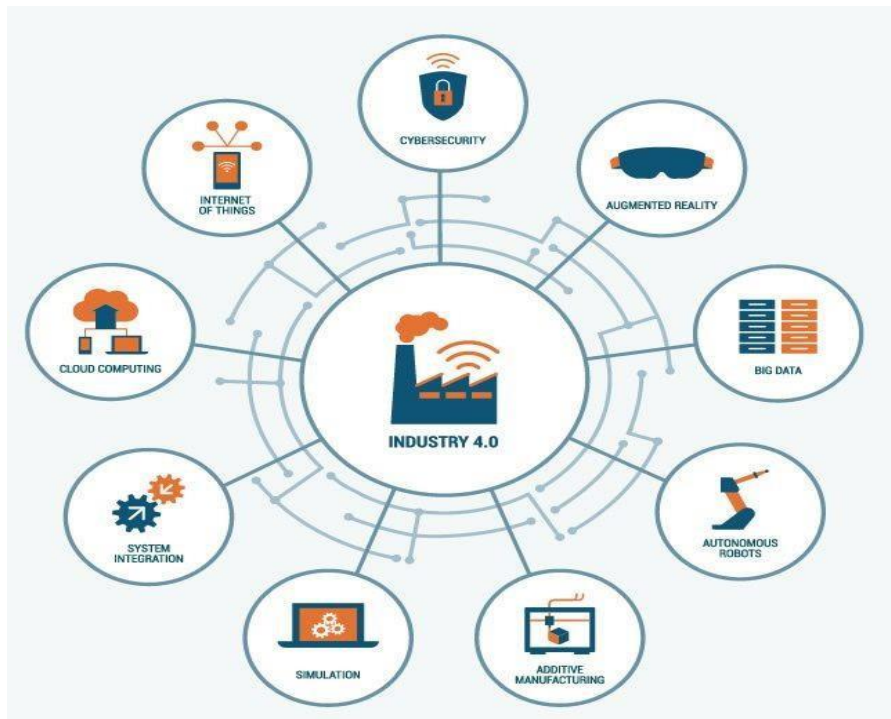 CYBERSECURITY
AUGMENTED REALITY
BIG DATA
AUTONOMOUS
ROBOTS
ADDITIVE
MANUFACTURING
SIMULATION
SYSTEM
INTEGRATION
CLOUD COMPUTING
INTERNET
OF THINGS
INDUSTRY 4.0